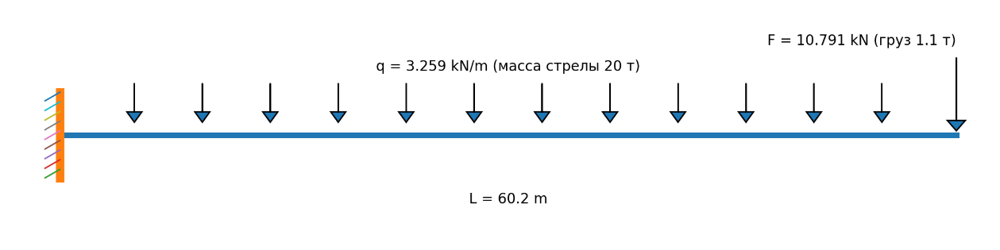 F = 10.791 kN (груз 1.1 т)
q = 3.259 kN/m (масса стрелы 20 т)
L = 60.2 m